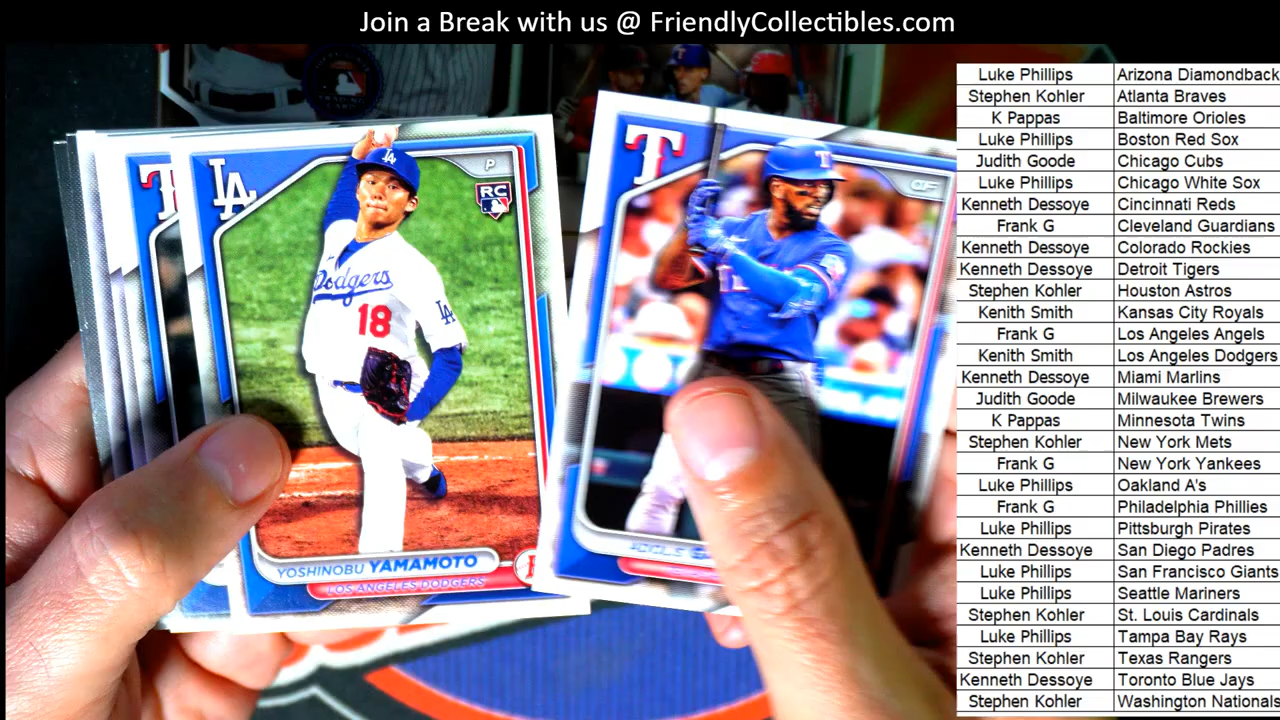 Join a Break with us @ FriendlyCollectibles.com
Luke Phillips Arizona Diamondback
Stephen Kohler Atlanta Braves
K Pappas Baltimore Orioles
Luke Phillips Boston Red Sox
Judith Goode Chicago Cubs
Luke Phillips Chicago White Sox
Kenneth Dessoye Cincinnati Reds
Frank G Cleveland Guardians
Kenneth Dessoye Colorado Rockies
Kenneth Dessoye Detroit Tigers
Stephen Kohler Houston Astros
Kenith Smith Kansas City Royals
Frank G Los Angeles Angels
Kenith Smith Los Angeles Dodgers
Kenneth Dessoye Miami Marlins
Judith Goode Milwaukee Brewers
K Pappas Minnesota Twins
Stephen Kohler New York Mets
Frank G New York Yankees
Luke Phillips Oakland A's
Frank G Philadelphia Phillies
Luke Phillips Pittsburgh Pirates
Kenneth Dessoye San Diego Padres
Luke Phillips San Francisco Giants
Luke Phillips Seattle Mariners
Stephen Kohler St. Louis Cardinals
Luke Phillips Tampa Bay Rays
Stephen Kohler Texas Rangers
Kenneth Dessoye Toronto Blue Jays
Stephen Kohler Washington Nationals
LA
P
RC
LA
Dodgers
18
LA
YOSHINOBU YAMAMOTO
LOS ANGELES DODGERS
T
T
OF
T